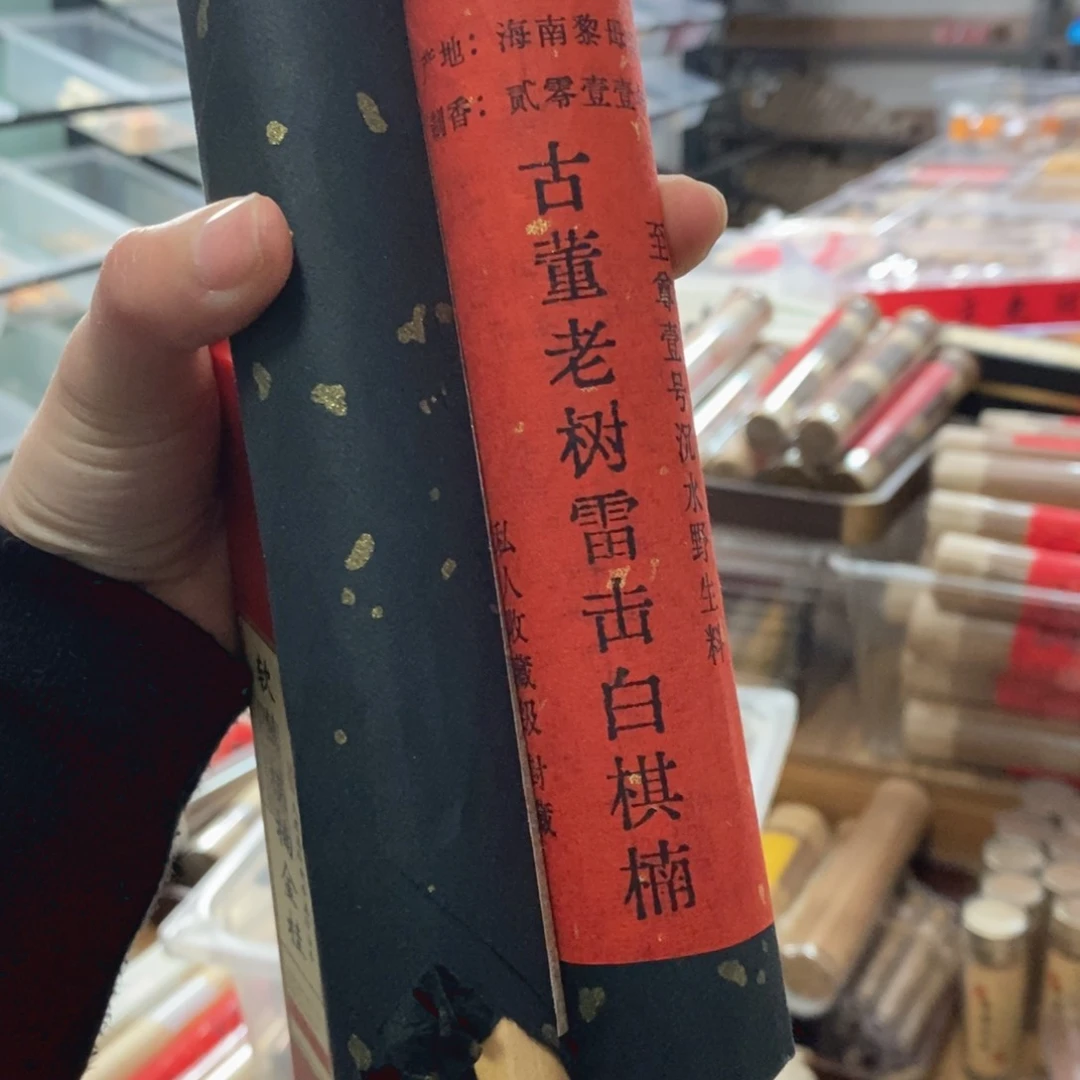 产地：海南黎母
制香：贰零壹壹
至尊壹号沉水野生料
古董老树雷击白棋楠
私人收藏级封藏